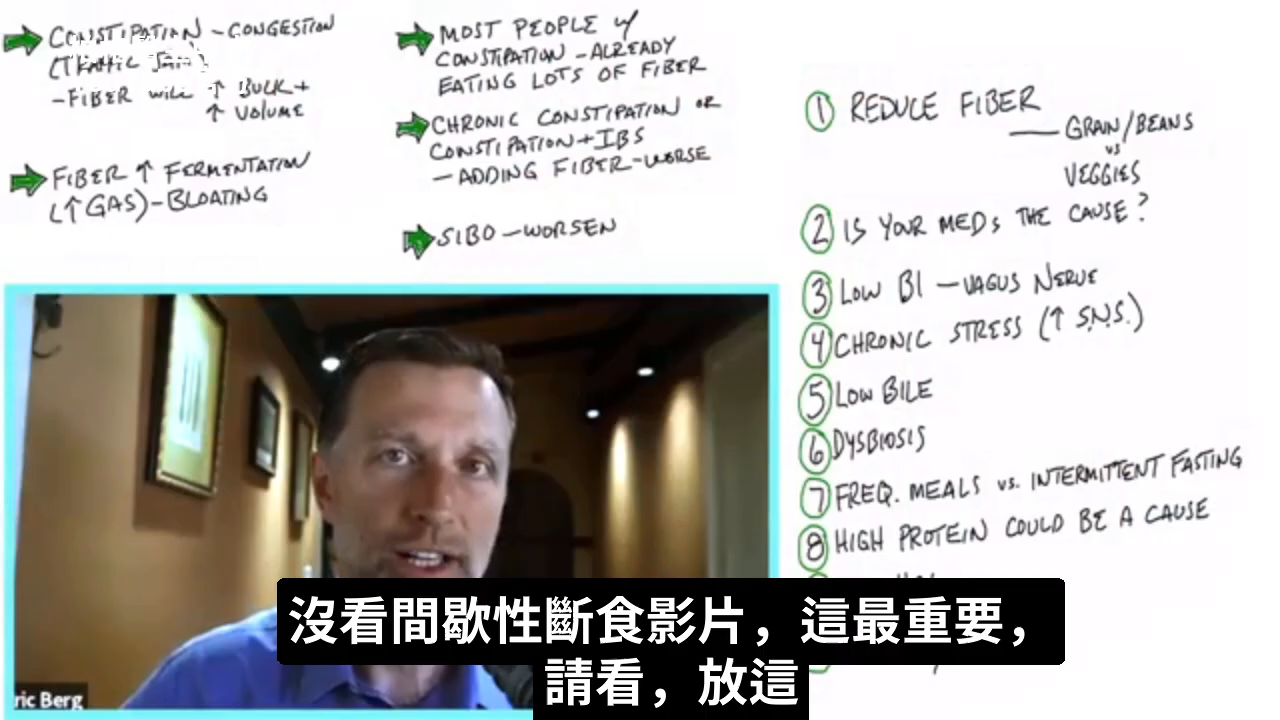 CONSTIPATION - CONGESTION
(TRAFFIC JAM)
- FIBER WILL ↑ BULK +
↑ VOLUME
FIBER ↑ FERMENTATION
(↑ GAS) - BLOATING
MOST PEOPLE w/
CONSTIPATION - ALREADY
EATING LOTS OF FIBER
CHRONIC CONSTIPATION OR
CONSTIPATION + IBS
- ADDING FIBER - WORSE
SIBO - WORSEN
1 REDUCE FIBER
— GRAIN/BEANS
vs
VEGGIES
2 IS YOUR MEDs THE CAUSE?
3 LOW B1 - VAGUS NERVE
4 CHRONIC STRESS (↑ S.N.S.)
5 LOW BILE
6 DYSBIOSIS
7 FREQ. MEALS vs. INTERMITTENT FASTING
8 HIGH PROTEIN COULD BE A CAUSE
ric Berg
沒看間歇性斷食影片，這最重要，
請看，放這